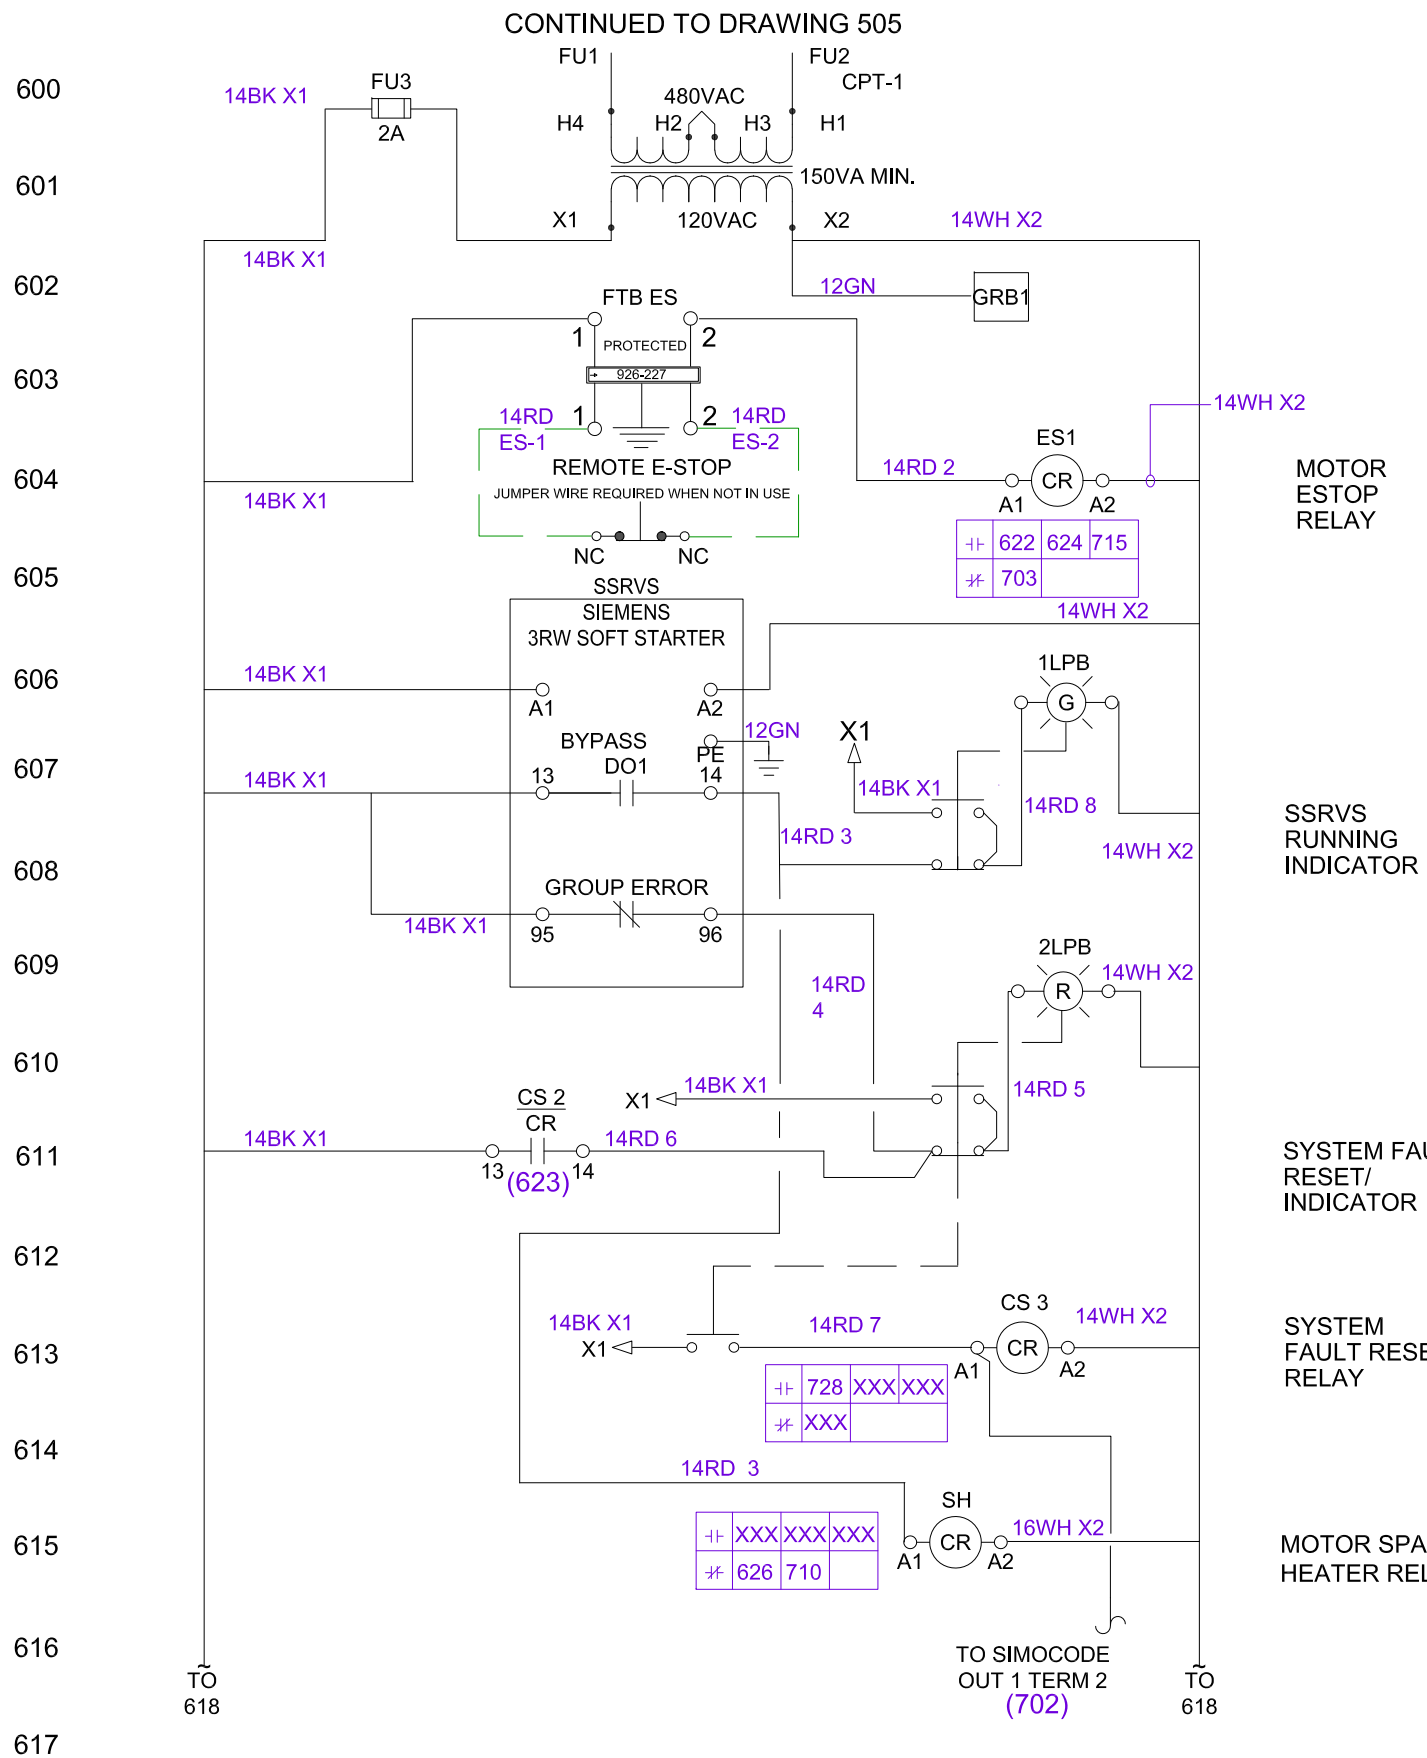 CONTINUED TO DRAWING 505
600
14BK X1
FU3
2A
FU1
FU2
CPT-1
480VAC
H4
H2
H3
H1
601
150VA MIN.
X1
120VAC
X2
14WH X2
14BK X1
602
12GN
GRB1
FTB ES
1
PROTECTED
2
603
926-227
14RD
ES-1
1
2
14RD
ES-2
14WH X2
604
14BK X1
REMOTE E-STOP
JUMPER WIRE REQUIRED WHEN NOT IN USE
NC
NC
14RD 2
ES1
CR
A1
A2
MOTOR
ESTOP
RELAY
622
624
715
703
605
SSRVS
SIEMENS
3RW SOFT STARTER
14WH X2
606
14BK X1
A1
A2
1LPB
G
12GN
PE
X1
607
14BK X1
BYPASS
DO1
13
14
14BK X1
14RD 8
14RD 3
14WH X2
SSRVS
RUNNING
INDICATOR
608
GROUP ERROR
14BK X1
95
96
609
2LPB
R
14WH X2
14RD
4
610
14BK X1
X1
14RD 5
CS 2
CR
611
14BK X1
13
14
(623)
14RD 6
SYSTEM FAU
RESET/
INDICATOR
612
613
14BK X1
X1
14RD 7
CS 3
CR
A1
A2
14WH X2
SYSTEM
FAULT RESE
RELAY
728
XXX
XXX
XXX
614
14RD  3
615
XXX
XXX
XXX
626
710
SH
CR
A1
A2
16WH X2
MOTOR SPA
HEATER REL
616
TO
618
TO SIMOCODE
OUT 1 TERM 2
(702)
TO
618
617